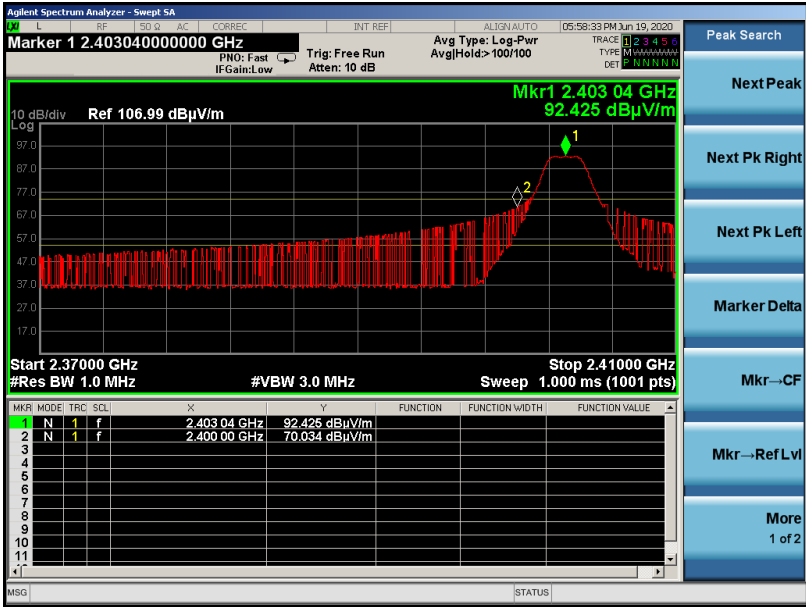 Agilent Spectrum Analyzer - Swept SA
LXI L RF 50 Ω AC CORREC INT REF ALIGN AUTO 05:58:33 PM Jun 19, 2020
Marker 1 2.403040000000 GHz
PNO: Fast
IFGain:Low
Trig: Free Run
Atten: 10 dB
Avg Type: Log-Pwr
Avg|Hold:>100/100
TRACE 1 2 3 4 5 6
TYPE M
DET P N N N N N
Mkr1 2.403 04 GHz
92.425 dBµV/m
10 dB/div Ref 106.99 dBµV/m
Log
97.0
87.0
77.0
67.0
57.0
47.0
37.0
27.0
17.0
1
2
Start 2.37000 GHz Stop 2.41000 GHz
#Res BW 1.0 MHz #VBW 3.0 MHz Sweep 1.000 ms (1001 pts)
MKR MODE TRC SCL X Y FUNCTION FUNCTION WIDTH FUNCTION VALUE
1 N 1 f 2.403 04 GHz 92.425 dBµV/m
2 N 1 f 2.400 00 GHz 70.034 dBµV/m
3
4
5
6
7
8
9
10
11
MSG STATUS
Peak Search
Next Peak
Next Pk Right
Next Pk Left
Marker Delta
Mkr→CF
Mkr→Ref Lvl
More
1 of 2